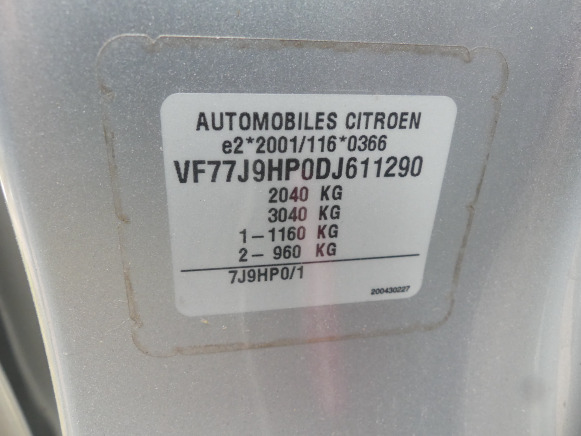 AUTOMOBILES CITROEN
e2*2001/116*0366
VF77J9HP0DJ611290
2040 KG
3040 KG
1-1160 KG
2- 960 KG
7J9HP0/1
200430227